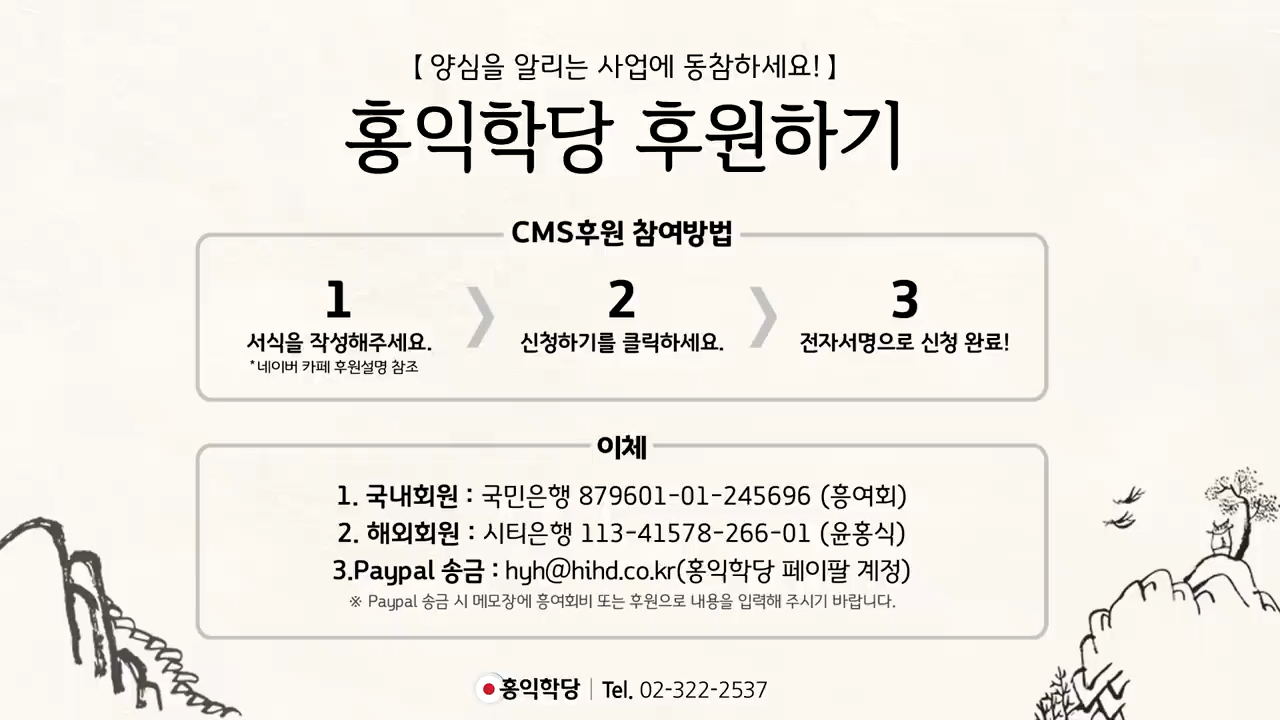 【 양심을 알리는 사업에 동참하세요! 】
홍익학당 후원하기
CMS후원 참여방법
1
서식을 작성해주세요.
*네이버 카페 후원설명 참조
2
신청하기를 클릭하세요.
3
전자서명으로 신청 완료!
이체
1. 국내회원 : 국민은행 879601-01-245696 (흥여회)
2. 해외회원 : 시티은행 113-41578-266-01 (윤홍식)
3.Paypal 송금 : hyh@hihd.co.kr(홍익학당 페이팔 계정)
※ Paypal 송금 시 메모장에 흥여회비 또는 후원으로 내용을 입력해 주시기 바랍니다.
홍익학당 | Tel. 02-322-2537